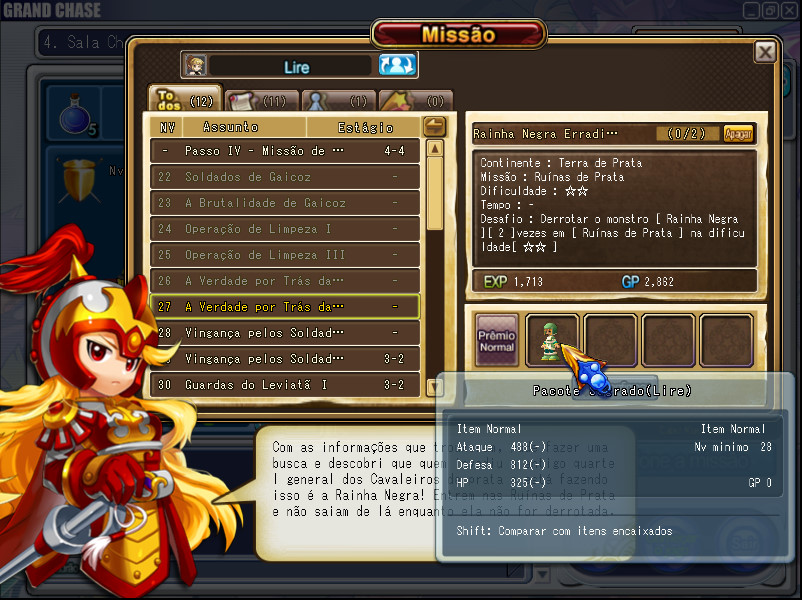 GRAND CHASE
Missão
4. Sala Ch
Lire
To
dos (12)
(11)
(1)
(0)
NV Assunto Estágio
- Passo IV - Missão de ··· 4-4
22 Soldados de Gaicoz -
23 A Brutalidade de Gaicoz -
24 Operação de Limpeza I -
25 Operação de Limpeza III -
26 A Verdade por Trás da··· -
27 A Verdade por Trás da··· -
28 Vingança pelos Soldad··· -
Vingança pelos Soldad··· 3-2
30 Guardas do Leviatã I 3-2
5
Nv
Rainha Negra Erradi··· (0/2) Apagar
Continente : Terra de Prata
Missão : Ruínas de Prata
Dificuldade : ☆☆
Tempo : -
Desafio : Derrotar o monstro [ Rainha Negra
][ 2 ]vezes em [ Ruínas de Prata ] na dificu
ldade[ ☆☆ ]
EXP 1,713 GP 2,862
Prêmio
Normal
Pacote Sagrado(Lire)
Item Normal Item Normal
Ataque 488(-) Nv mínimo 28
Defesa 812(-)
HP 325(-) GP 0
Shift: Comparar com itens encaixados
Com as informações que fazer uma
busca e descobri que quem
l general dos Cavaleiros de prata fazendo
isso é a Rainha Negra! Entrem nas Ruínas de Prata
e não saiam de lá enquanto ela não for derrotada.